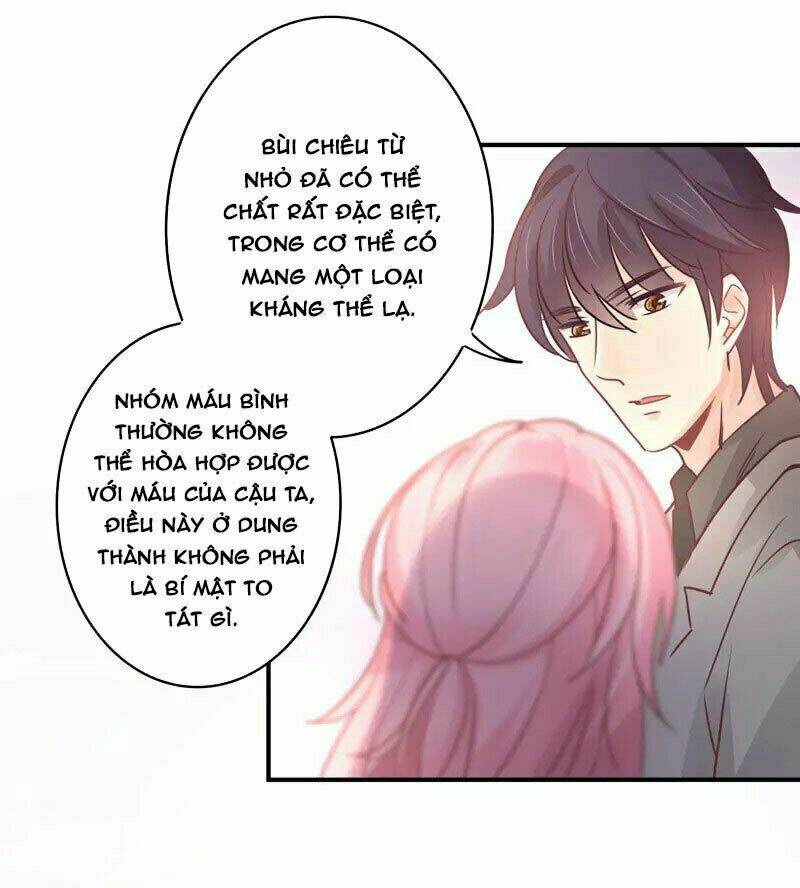 BÙI CHIÊU TỪ
NHỎ ĐÃ CÓ THỂ
CHẤT RẤT ĐẶC BIỆT,
TRONG CƠ THỂ CÓ
MANG MỘT LOẠI
KHÁNG THỂ LẠ.
NHÓM MÁU BÌNH
THƯỜNG KHÔNG
THỂ HÒA HỢP ĐƯỢC
VỚI MÁU CỦA CẬU TA,
ĐIỀU NÀY Ở DUNG
THÀNH KHÔNG PHẢI
LÀ BÍ MẬT TO
TÁT GÌ.